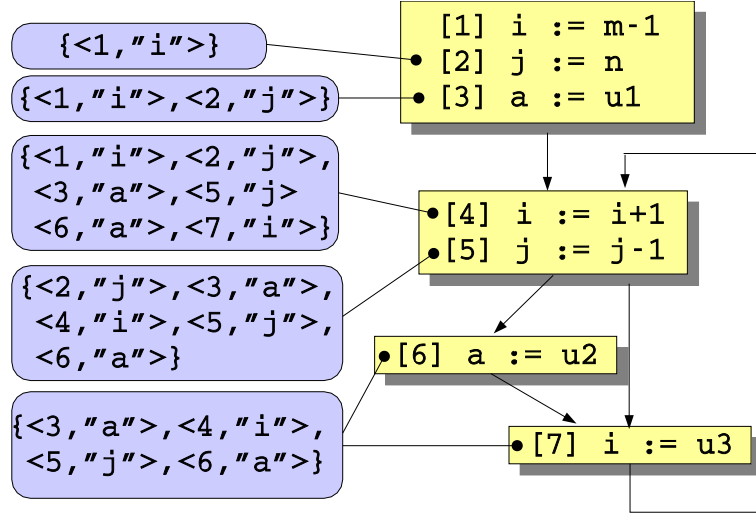 {<1,″i″>}
{<1,″i″>,<2,″j″>}
{<1,″i″>,<2,″j″>,
<3,″a″>,<5,″j>
<6,″a″>,<7,″i″>}
{<2,″j″>,<3,″a″>,
<4,″i″>,<5,″j″>,
<6,″a″>}
{<3,″a″>,<4,″i″>,
<5,″j″>,<6,″a″>}
[1] i := m-1
[2] j := n
[3] a := u1
[4] i := i+1
[5] j := j-1
[6] a := u2
[7] i := u3